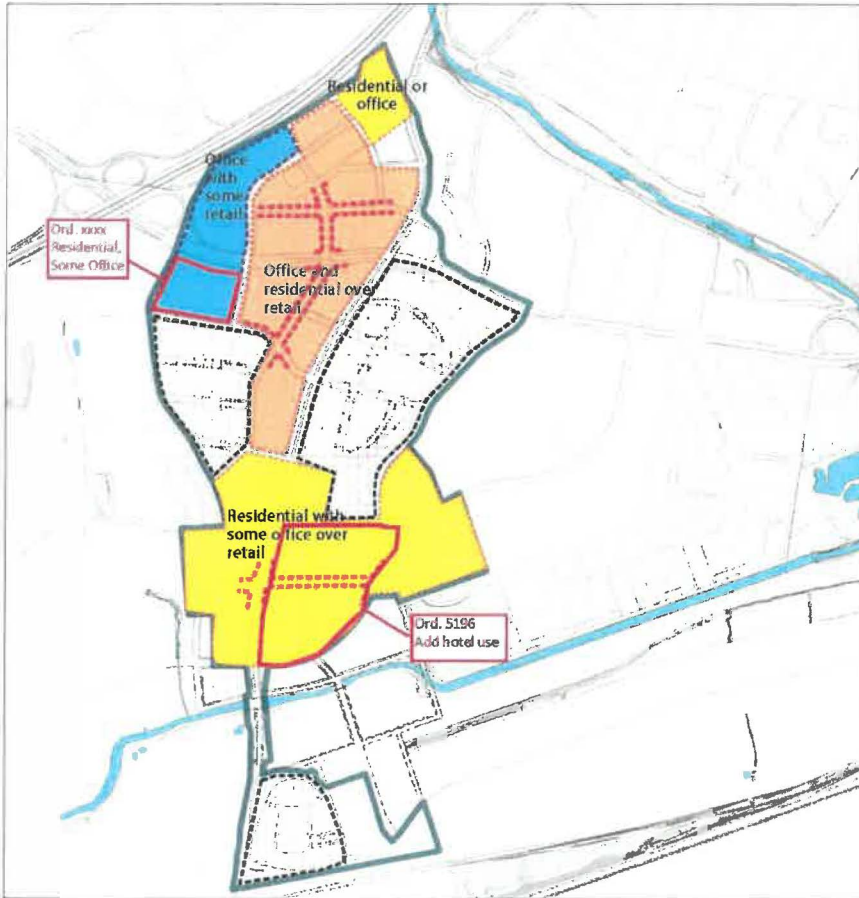 Residential or
office
Office
with
some
retail
Ord. xxxx
Residential,
Some Office
Office and
residential over
retail
Residential with
some office over
retail
Ord. 5196
Add hotel use